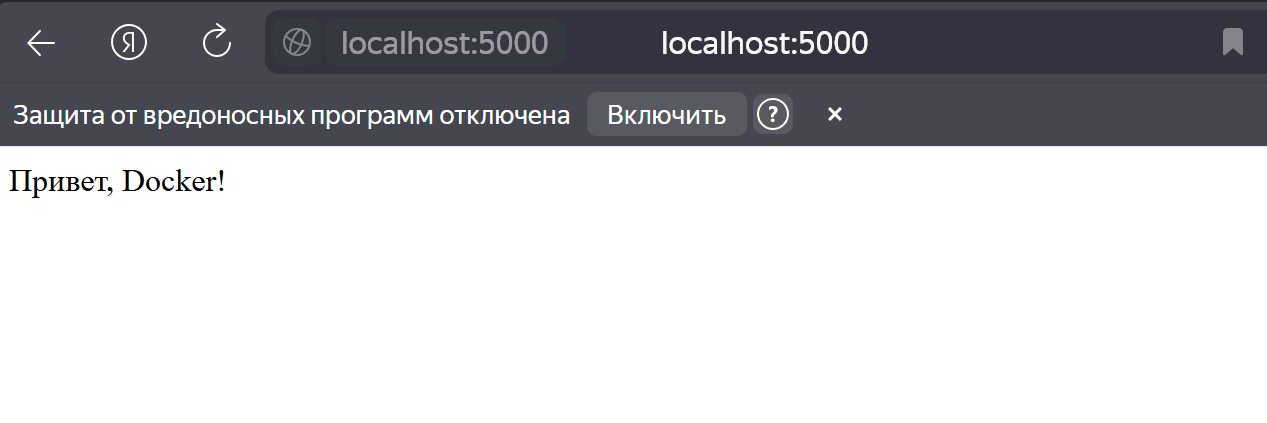 Я localhost:5000 localhost:5000
Защита от вредоносных программ отключена Включить ? ×
Привет, Docker!